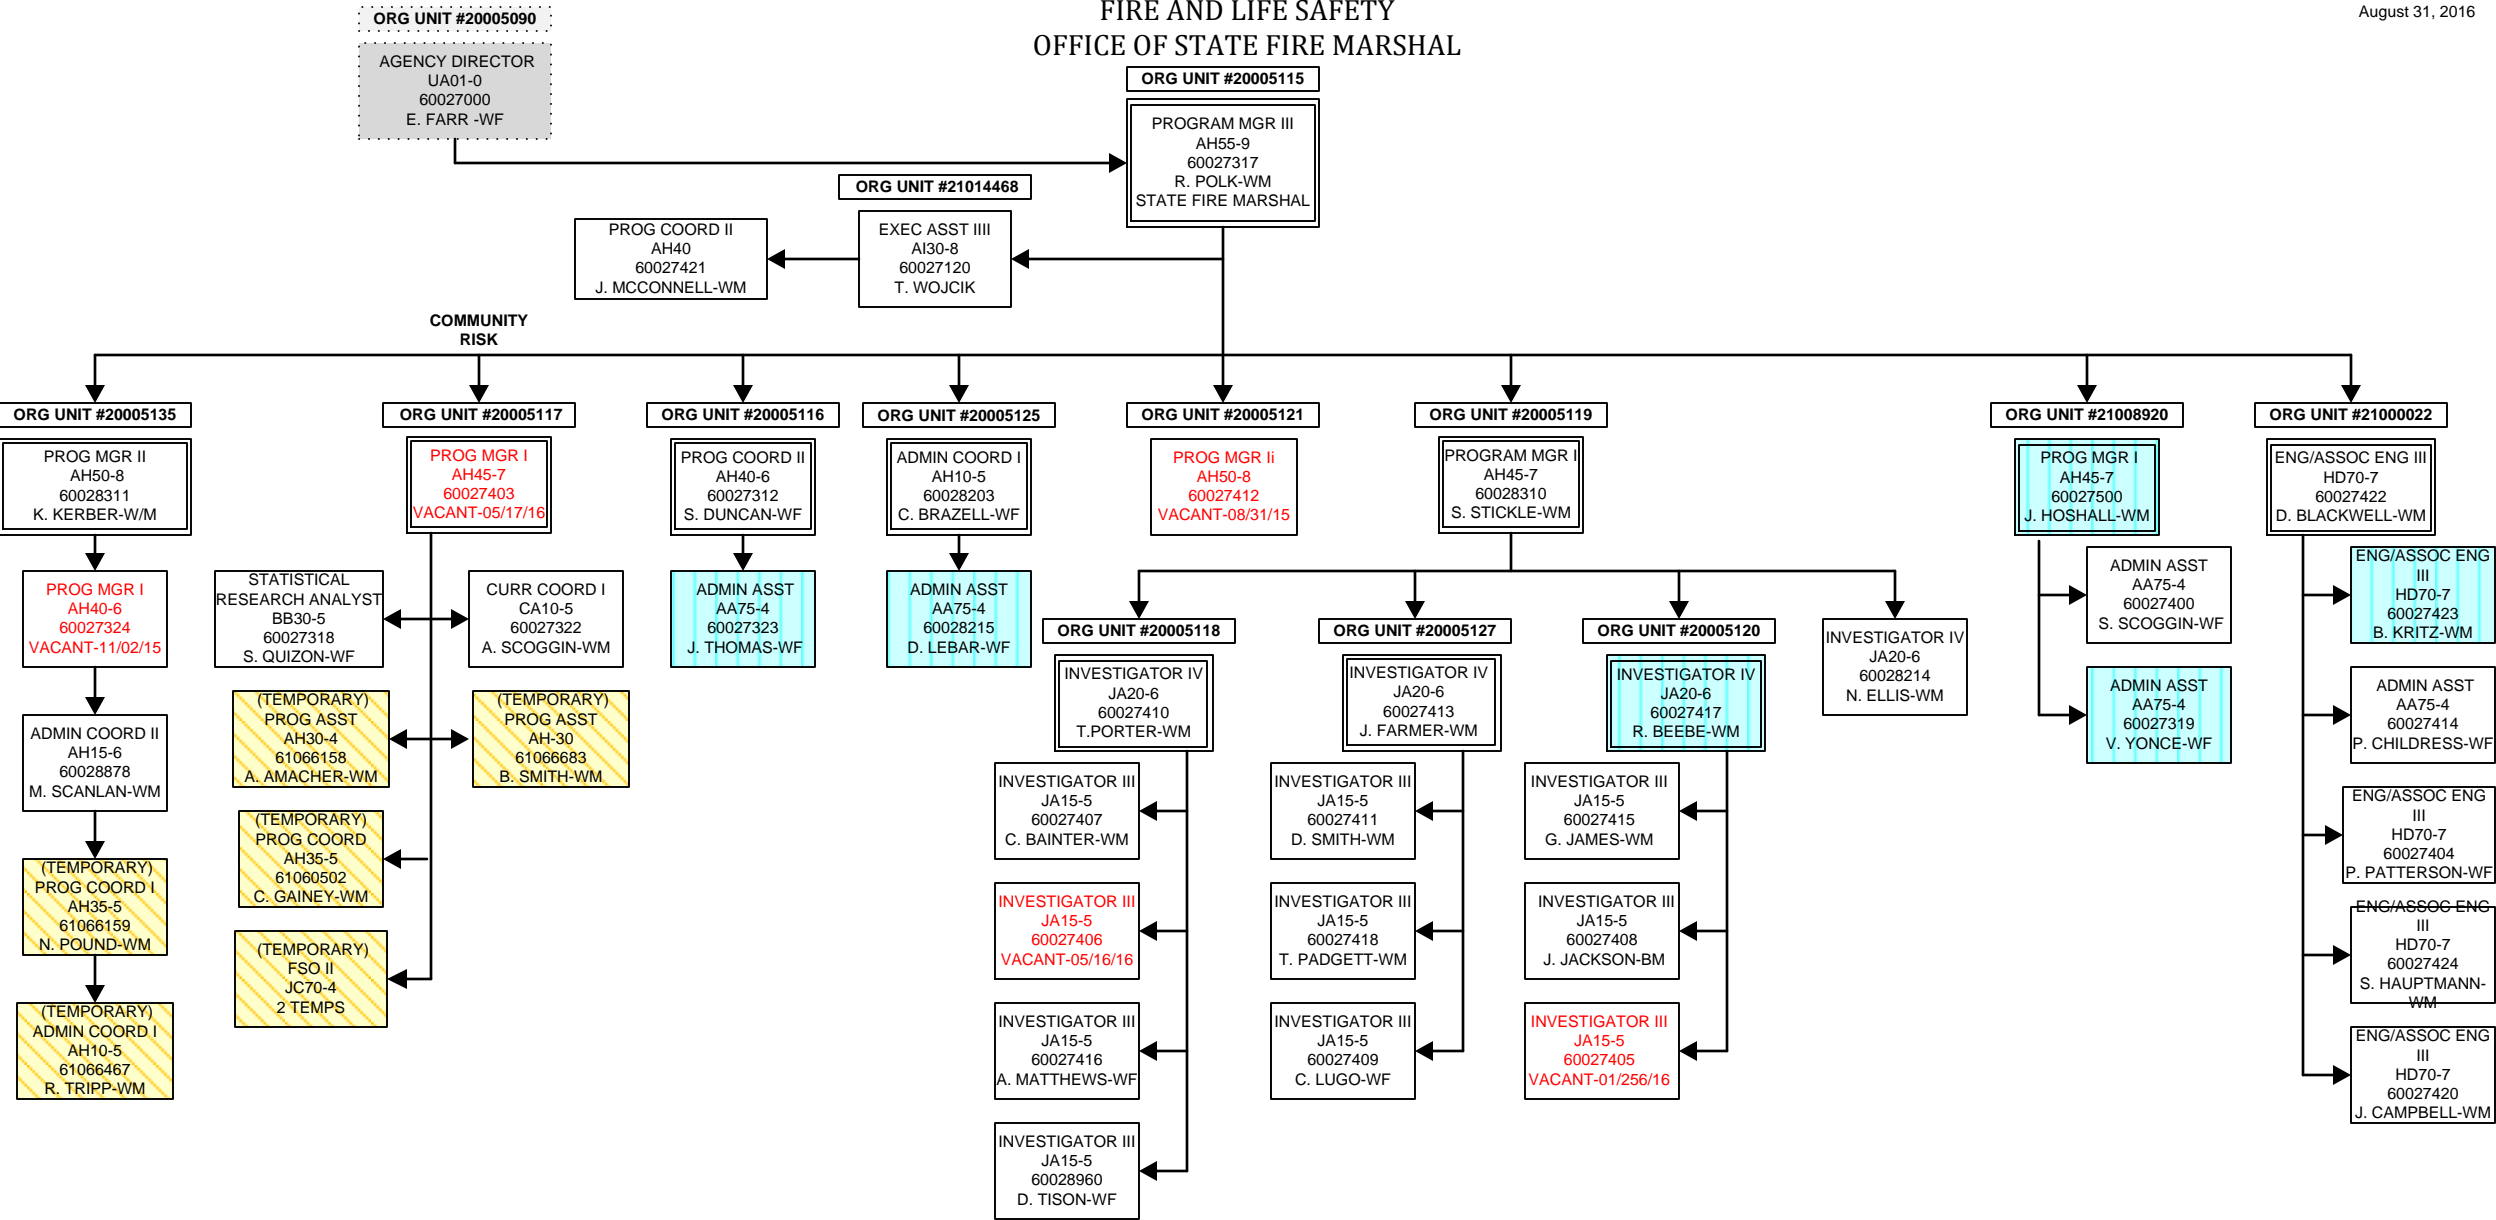 ORG UNIT #20005090
AGENCY DIRECTOR
UA01-0
60027000
E. FARR -WF
FIRE AND LIFE SAFETY
OFFICE OF STATE FIRE MARSHAL
August 31, 2016
ORG UNIT #20005115
PROGRAM MGR III
AH55-9
60027317
R. POLK-WM
STATE FIRE MARSHAL
ORG UNIT #21014468
EXEC ASST IIII
AI30-8
60027120
T. WOJCIK
PROG COORD II
AH40
60027421
J. MCCONNELL-WM
COMMUNITY
RISK
ORG UNIT #20005135
PROG MGR II
AH50-8
60028311
K. KERBER-W/M
PROG MGR I
AH40-6
60027324
VACANT-11/02/15
ADMIN COORD II
AH15-6
60028878
M. SCANLAN-WM
(TEMPORARY)
PROG COORD I
AH35-5
61066159
N. POUND-WM
(TEMPORARY)
ADMIN COORD I
AH10-5
61066467
R. TRIPP-WM
ORG UNIT #20005117
PROG MGR I
AH45-7
60027403
VACANT-05/17/16
STATISTICAL
RESEARCH ANALYST
BB30-5
60027318
S. QUIZON-WF
CURR COORD I
CA10-5
60027322
A. SCOGGIN-WM
(TEMPORARY)
PROG ASST
AH30-4
61066158
A. AMACHER-WM
(TEMPORARY)
PROG ASST
AH-30
61066683
B. SMITH-WM
(TEMPORARY)
PROG COORD
AH35-5
61060502
C. GAINEY-WM
(TEMPORARY)
FSO II
JC70-4
2 TEMPS
ORG UNIT #20005116
PROG COORD II
AH40-6
60027312
S. DUNCAN-WF
ADMIN ASST
AA75-4
60027323
J. THOMAS-WF
ORG UNIT #20005125
ADMIN COORD I
AH10-5
60028203
C. BRAZELL-WF
ADMIN ASST
AA75-4
60028215
D. LEBAR-WF
ORG UNIT #20005121
PROG MGR Ii
AH50-8
60027412
VACANT-08/31/15
ORG UNIT #20005119
PROGRAM MGR I
AH45-7
60028310
S. STICKLE-WM
ORG UNIT #20005118
INVESTIGATOR IV
JA20-6
60027410
T.PORTER-WM
INVESTIGATOR III
JA15-5
60027407
C. BAINTER-WM
INVESTIGATOR III
JA15-5
60027406
VACANT-05/16/16
INVESTIGATOR III
JA15-5
60027416
A. MATTHEWS-WF
INVESTIGATOR III
JA15-5
60028960
D. TISON-WF
ORG UNIT #20005127
INVESTIGATOR IV
JA20-6
60027413
J. FARMER-WM
INVESTIGATOR III
JA15-5
60027411
D. SMITH-WM
INVESTIGATOR III
JA15-5
60027418
T. PADGETT-WM
INVESTIGATOR III
JA15-5
60027409
C. LUGO-WF
ORG UNIT #20005120
INVESTIGATOR IV
JA20-6
60027417
R. BEEBE-WM
INVESTIGATOR III
JA15-5
60027415
G. JAMES-WM
INVESTIGATOR III
JA15-5
60027408
J. JACKSON-BM
INVESTIGATOR III
JA15-5
60027405
VACANT-01/256/16
INVESTIGATOR IV
JA20-6
60028214
N. ELLIS-WM
ORG UNIT #21008920
PROG MGR I
AH45-7
60027500
J. HOSHALL-WM
ADMIN ASST
AA75-4
60027400
S. SCOGGIN-WF
ADMIN ASST
AA75-4
60027319
V. YONCE-WF
ORG UNIT #21000022
ENG/ASSOC ENG III
HD70-7
60027422
D. BLACKWELL-WM
ENG/ASSOC ENG
III
HD70-7
60027423
B. KRITZ-WM
ADMIN ASST
AA75-4
60027414
P. CHILDRESS-WF
ENG/ASSOC ENG
III
HD70-7
60027404
P. PATTERSON-WF
ENG/ASSOC ENG
III
HD70-7
60027424
S. HAUPTMANN-
WM
ENG/ASSOC ENG
III
HD70-7
60027420
J. CAMPBELL-WM